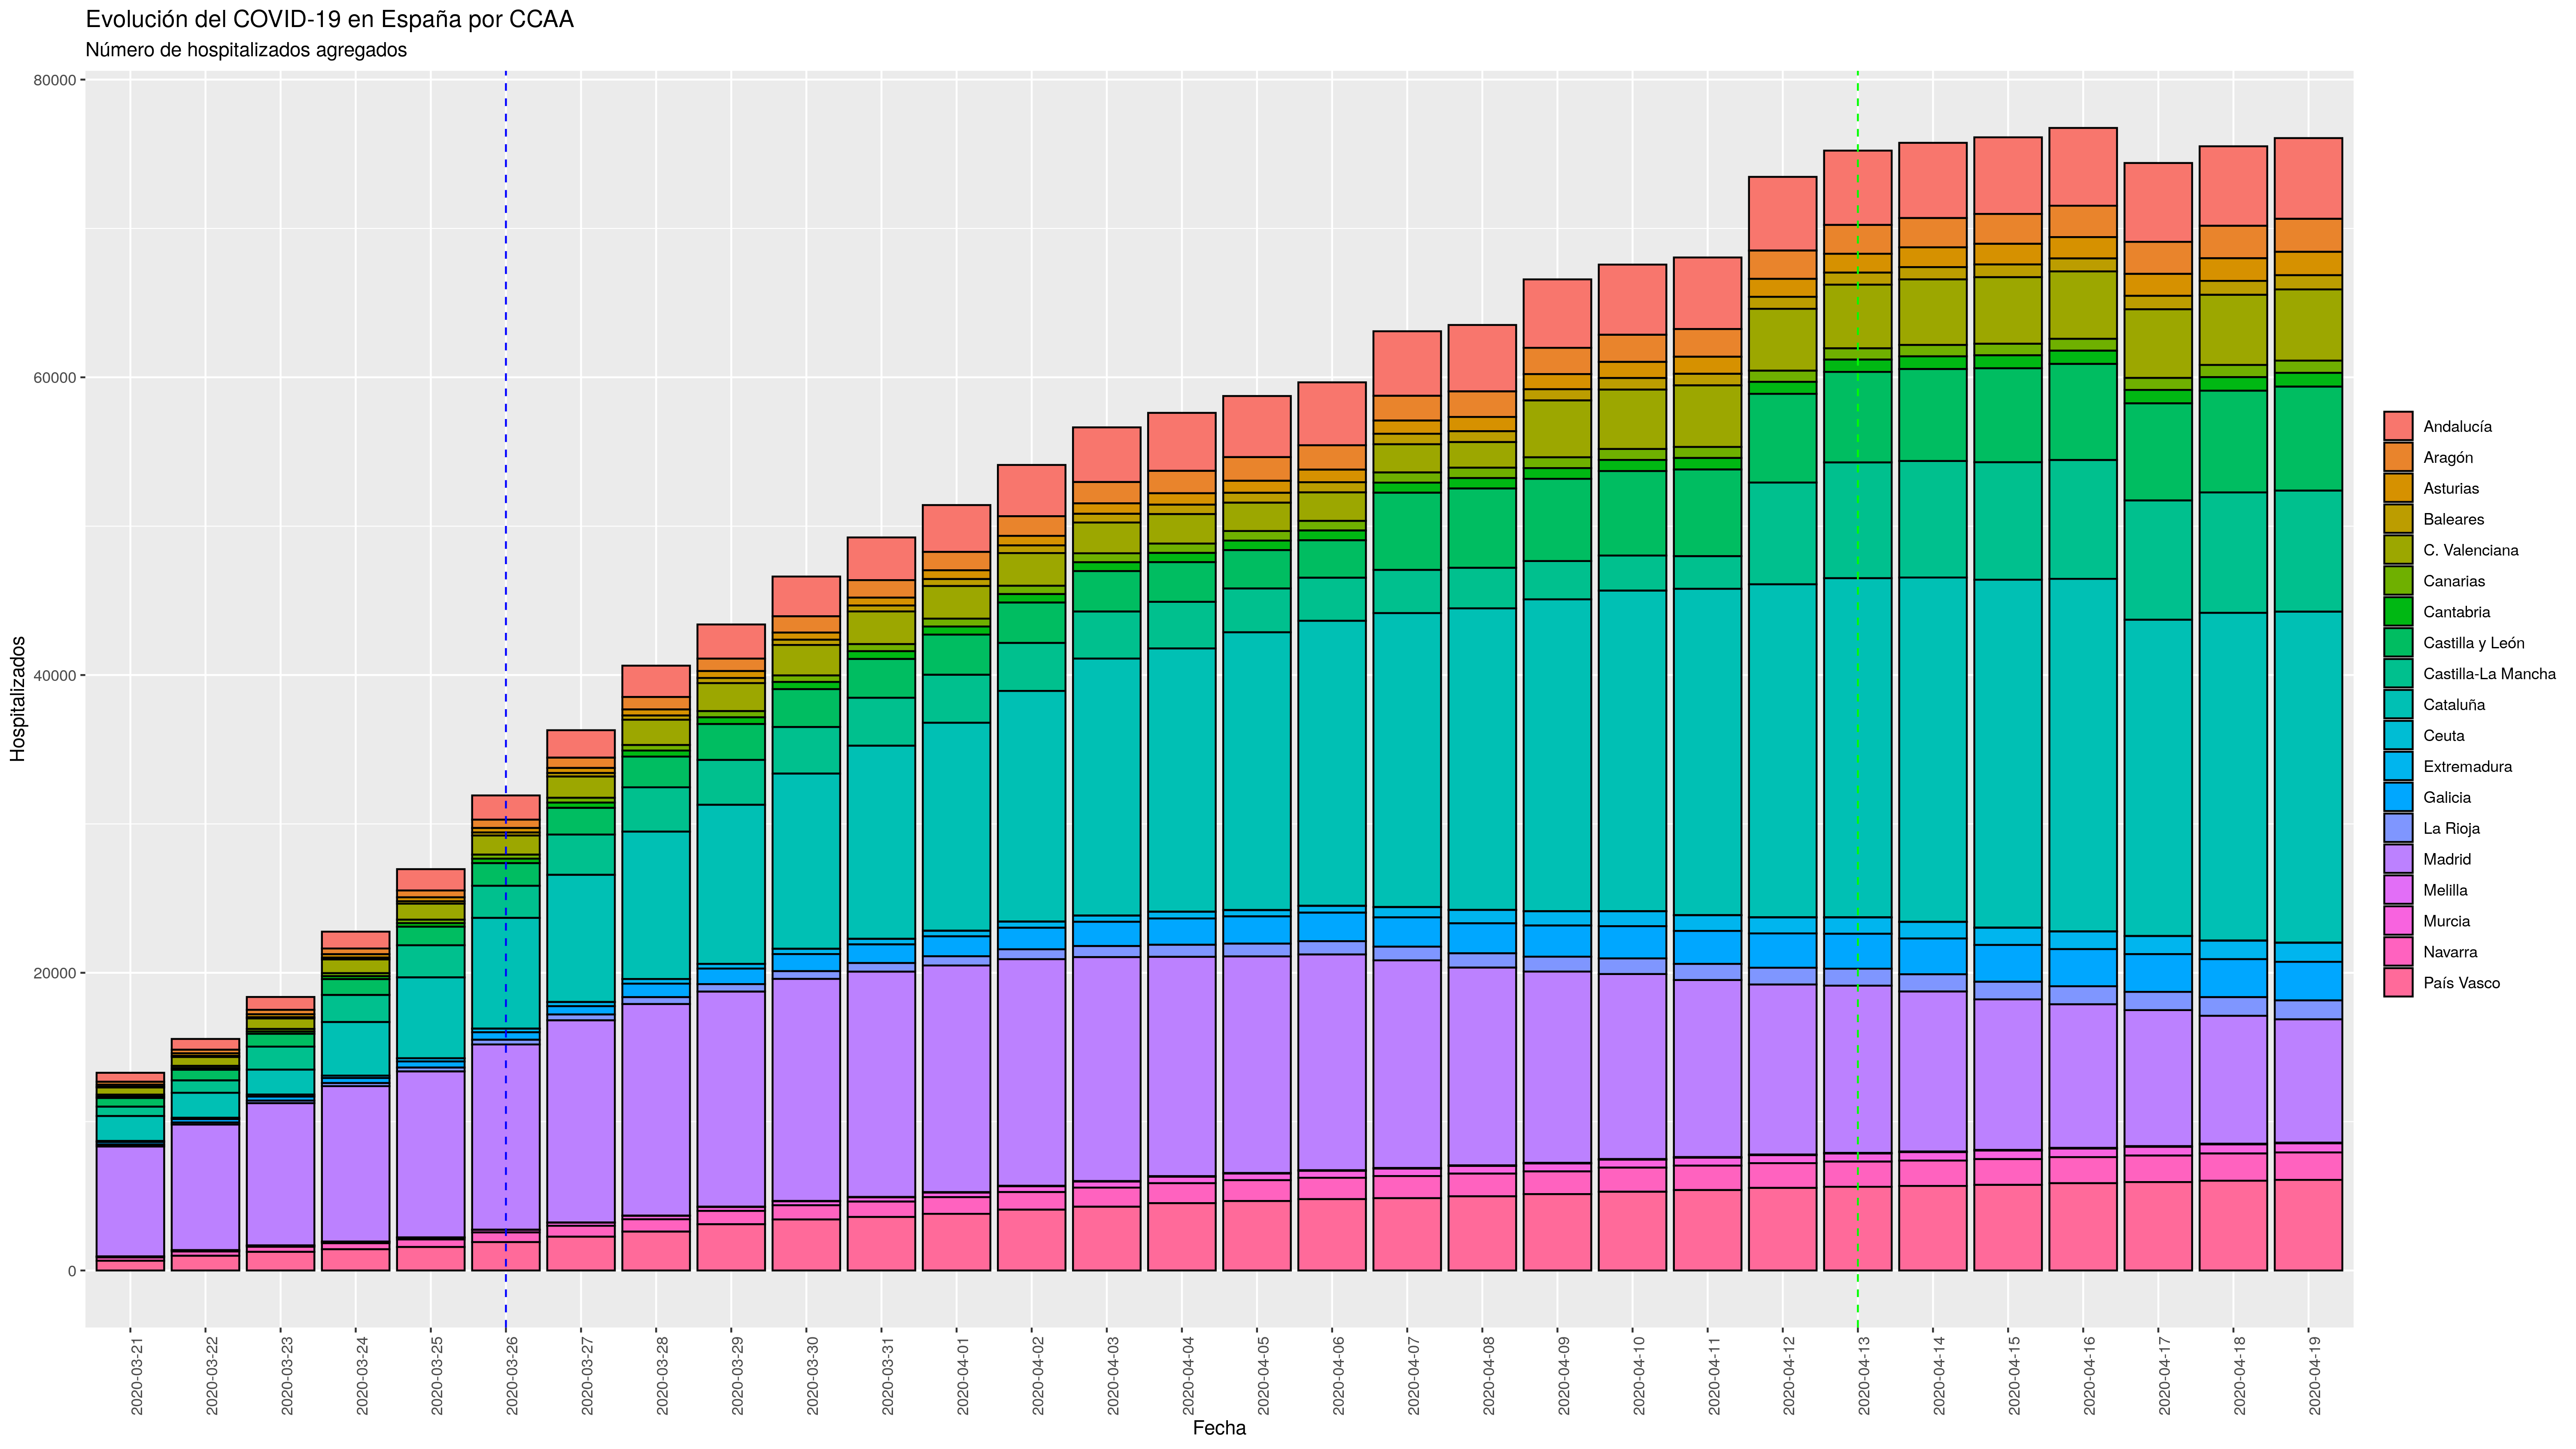 Evolución del COVID-19 en España por CCAA
Número de hospitalizados agregados
80000
60000
40000
20000
0
Hospitalizados
2020-03-21
2020-03-22
2020-03-23
2020-03-24
2020-03-25
2020-03-26
2020-03-27
2020-03-28
2020-03-29
2020-03-30
2020-03-31
2020-04-01
2020-04-02
2020-04-03
2020-04-04
2020-04-05
2020-04-06
2020-04-07
2020-04-08
2020-04-09
2020-04-10
2020-04-11
2020-04-12
2020-04-13
2020-04-14
2020-04-15
2020-04-16
2020-04-17
2020-04-18
2020-04-19
Fecha
Andalucía
Aragón
Asturias
Baleares
C. Valenciana
Canarias
Cantabria
Castilla y León
Castilla-La Mancha
Cataluña
Ceuta
Extremadura
Galicia
La Rioja
Madrid
Melilla
Murcia
Navarra
País Vasco